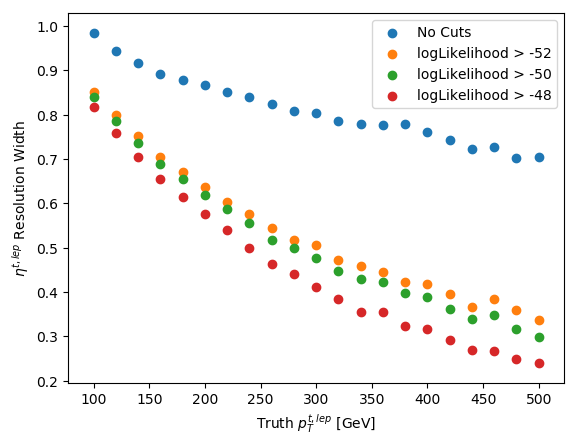 No Cuts
logLikelihood > -52
logLikelihood > -50
logLikelihood > -48
1.0
0.9
0.8
0.7
0.6
0.5
0.4
0.3
0.2
η^{t,lep} Resolution Width
100 150 200 250 300 350 400 450 500
Truth p_T^{t,lep} [GeV]